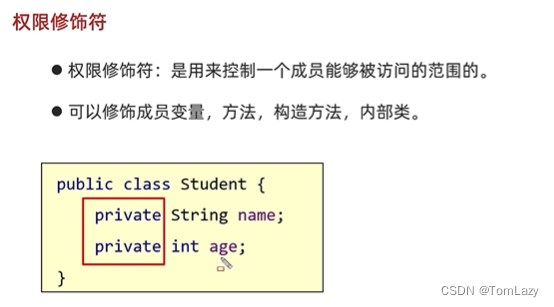 权限修饰符
● 权限修饰符：是用来控制一个成员能够被访问的范围的。
● 可以修饰成员变量，方法，构造方法，内部类。
public class Student {
private String name;
private int age;
}
CSDN @TomLazy